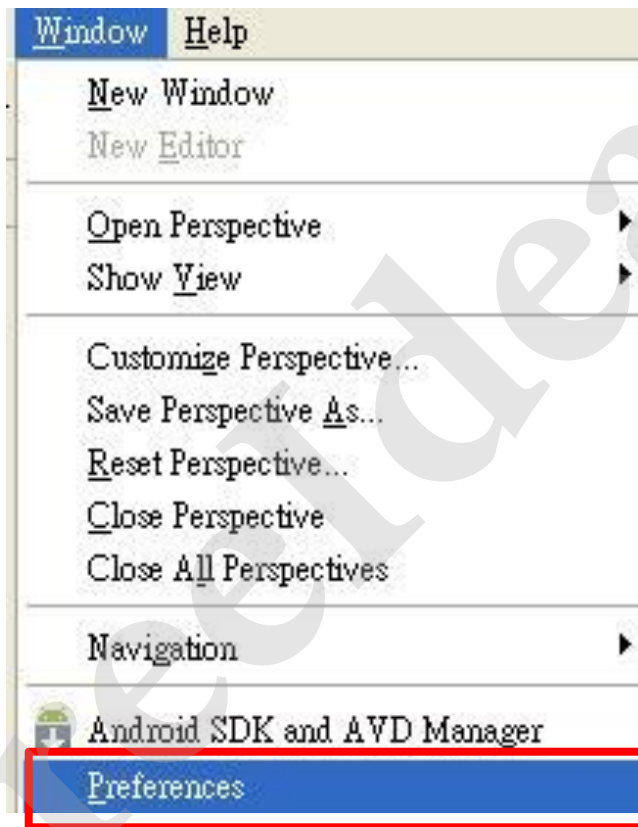 Window Help
New Window
New Editor
Open Perspective
Show View
Customize Perspective...
Save Perspective As...
Reset Perspective...
Close Perspective
Close All Perspectives
Navigation
Android SDK and AVD Manager
Preferences